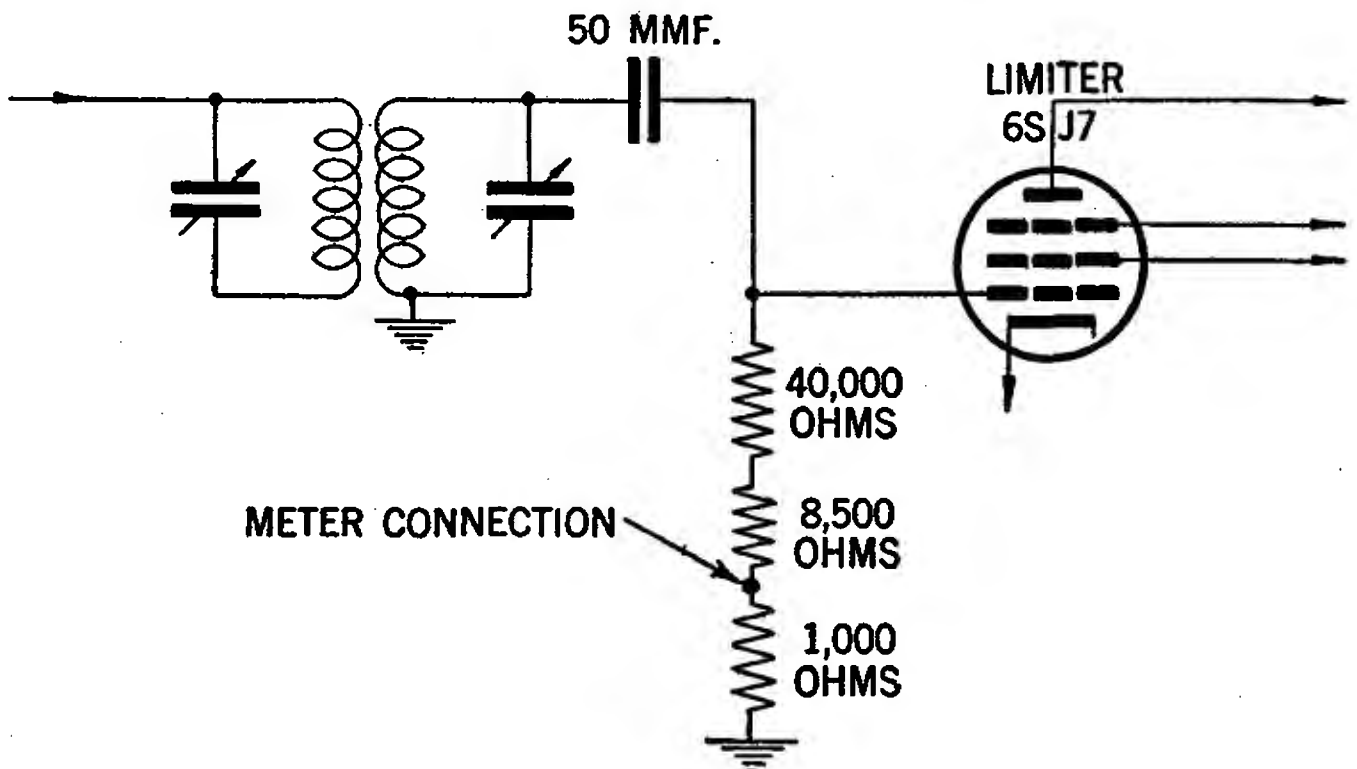 50 MMF.
LIMITER
6SJ7
40,000
OHMS
METER CONNECTION
8,500
OHMS
1,000
OHMS